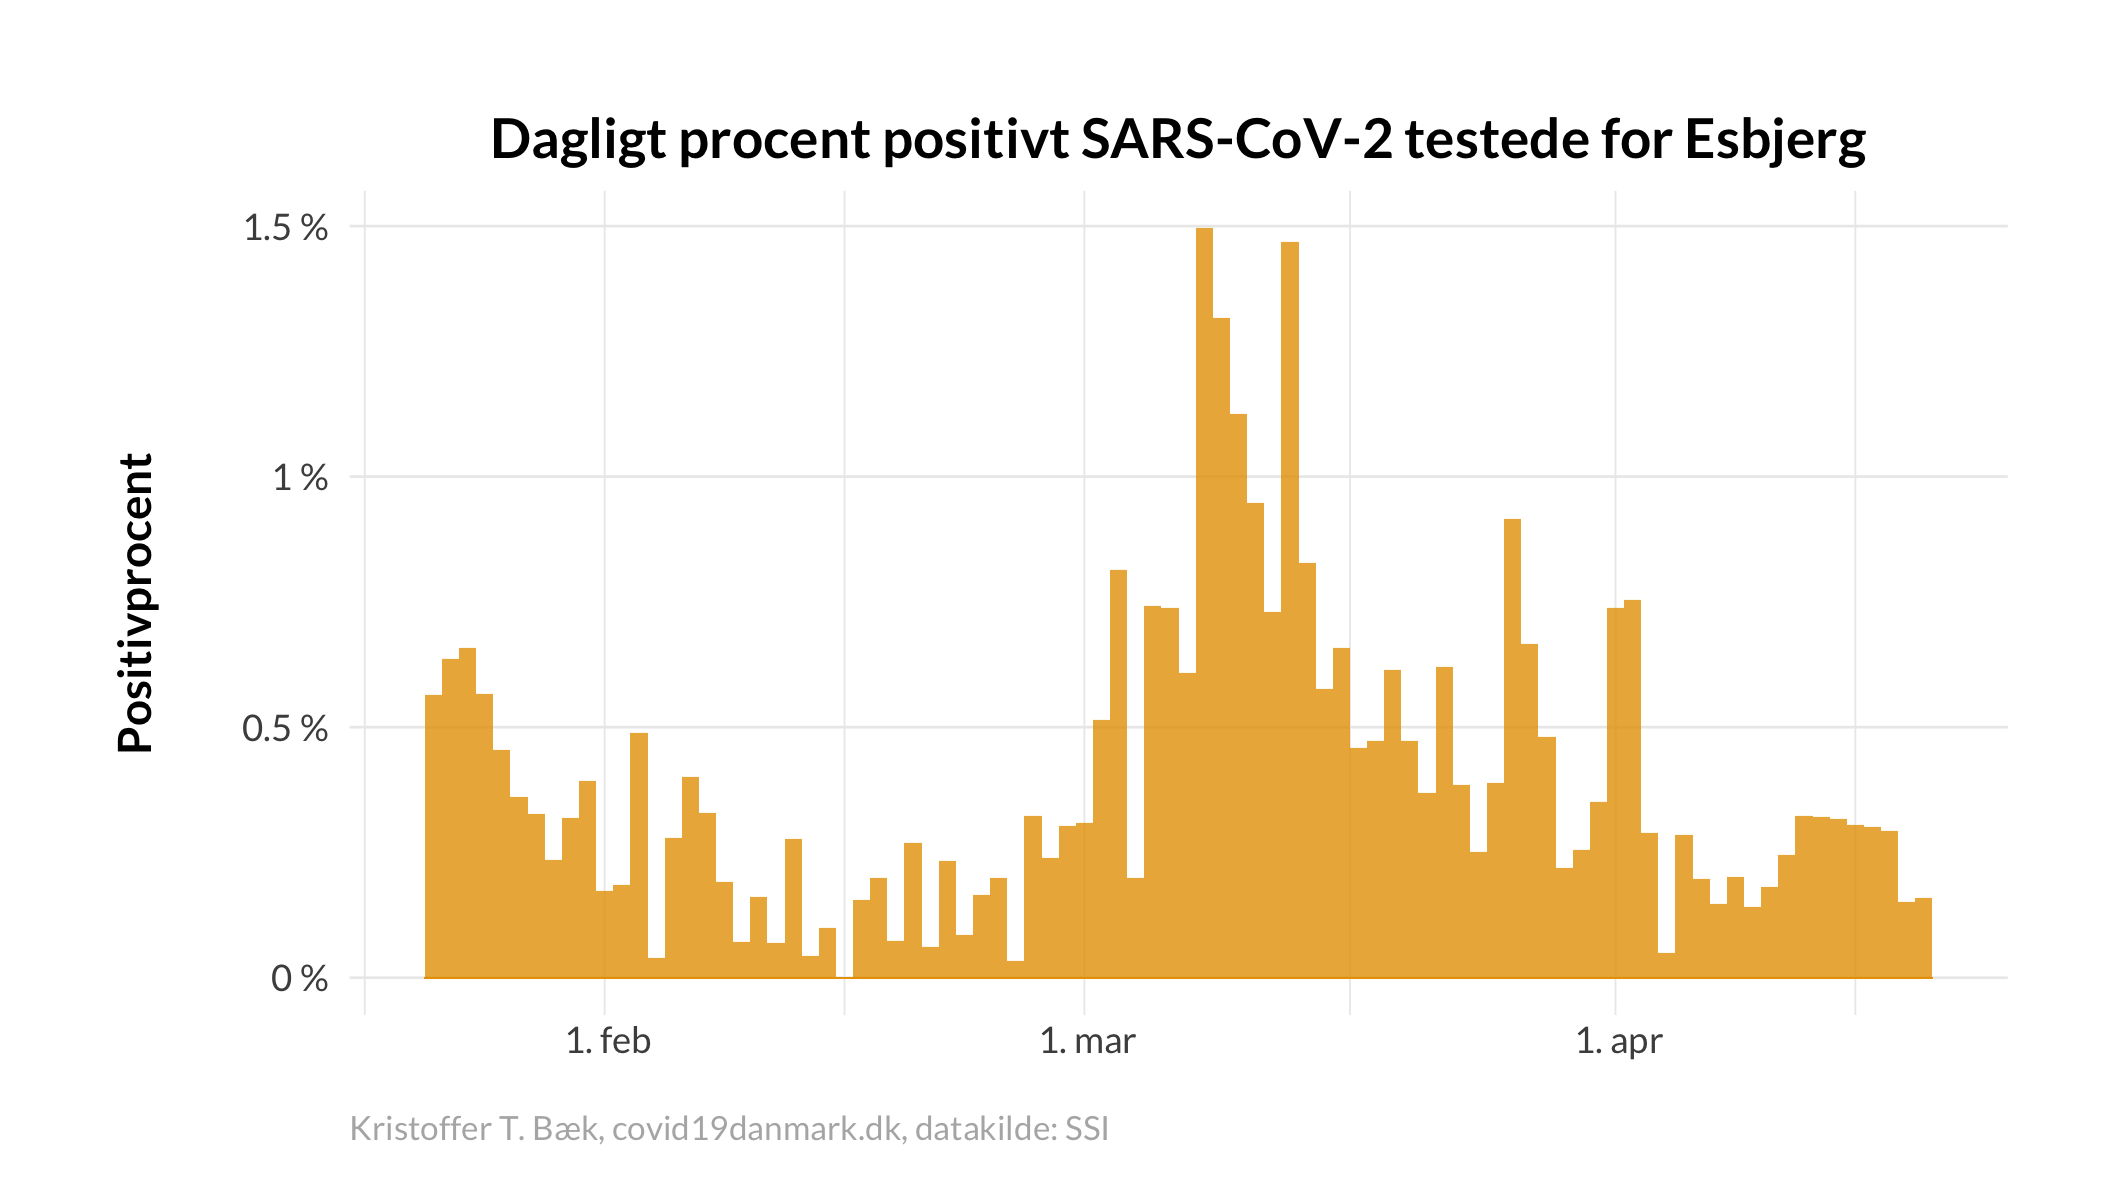 Dagligt procent positivt SARS-CoV-2 testede for Esbjerg
Positivprocent
1.5 %
1 %
0.5 %
0 %
1. feb
1. mar
1. apr
Kristoffer T. Bæk, covid19danmark.dk, datakilde: SSI